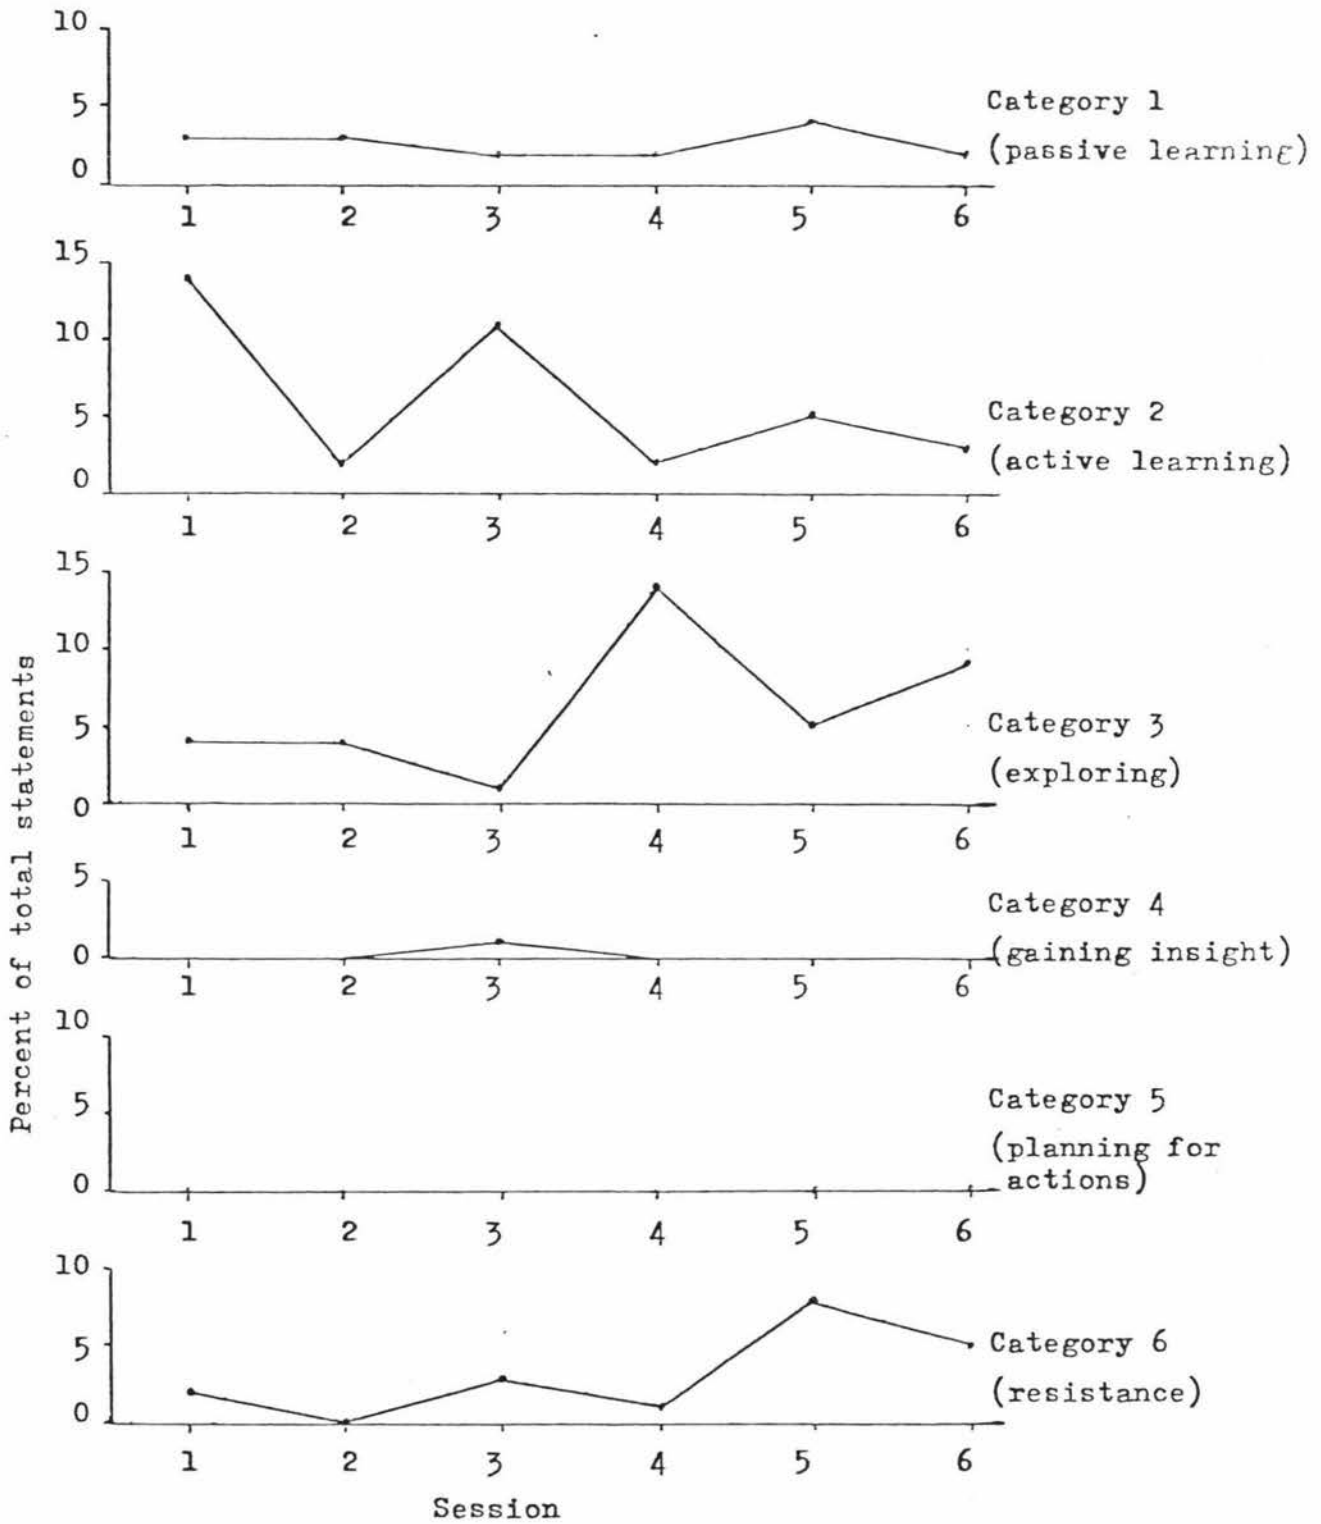 10
5
0
Category 1
(passive learning)
1 2 3 4 5 6
15
10
5
0
Category 2
(active learning)
1 2 3 4 5 6
15
10
5
0
Category 3
(exploring)
1 2 3 4 5 6
Percent of total statements
5
0
Category 4
(gaining insight)
1 2 3 4 5 6
10
5
0
Category 5
(planning for
actions)
1 2 3 4 5 6
10
5
0
Category 6
(resistance)
1 2 3 4 5 6
Session